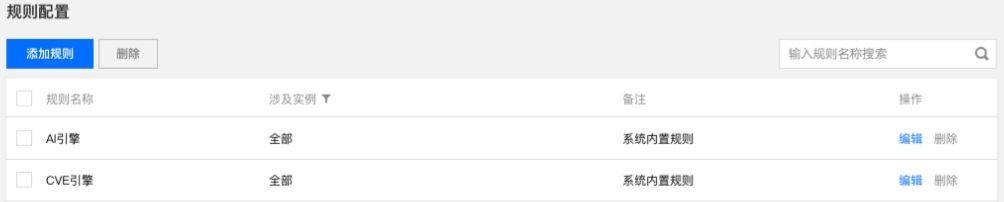 规则配置
添加规则 删除 输入规则名称搜索
规则名称 涉及实例 备注 操作
AI引擎 全部 系统内置规则 编辑 删除
CVE引擎 全部 系统内置规则 编辑 删除